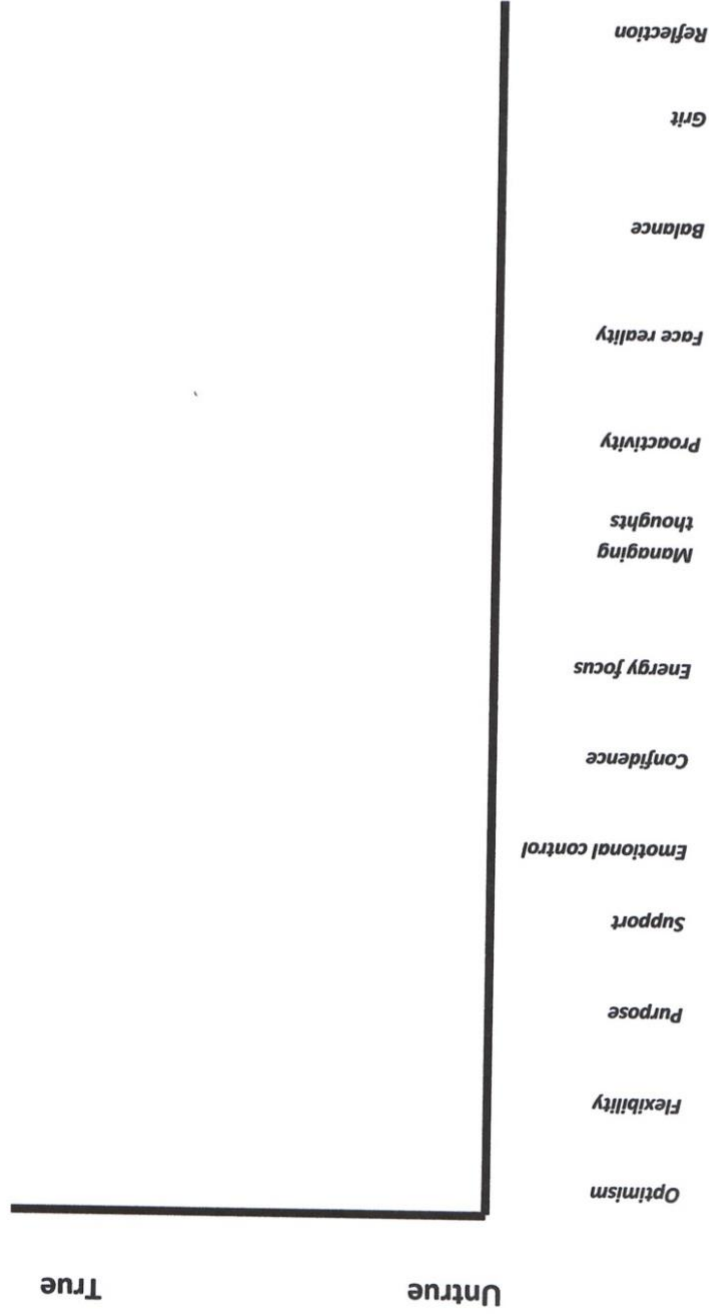 Untrue
True
Optimism
Flexibility
Purpose
Support
Emotional control
Confidence
Energy focus
Managing
thoughts
Proactivity
Face reality
Balance
Grit
Reflection